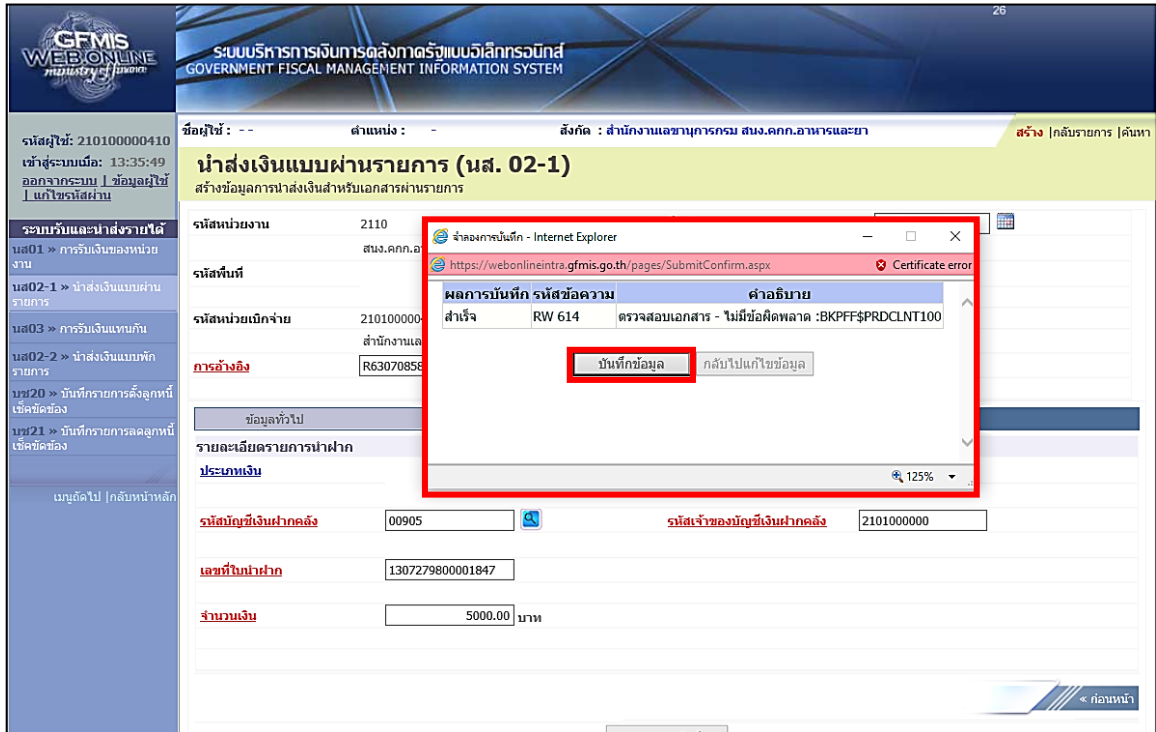 26
GFMIS
WEB ONLINE
ministry of finance
ระบบบริหารการเงินการคลังภาครัฐแบบอิเล็กทรอนิกส์
GOVERNMENT FISCAL MANAGEMENT INFORMATION SYSTEM
รหัสผู้ใช้: 210100000410
เข้าสู่ระบบเมื่อ: 13:35:49
ออกจากระบบ | ข้อมูลผู้ใช้
| แก้ไขรหัสผ่าน
ระบบรับและนำส่งรายได้
นส01 » การรับเงินของหน่วย
งาน
นส02-1 » นำส่งเงินแบบผ่าน
รายการ
นส03 » การรับเงินแทนกัน
นส02-2 » นำส่งเงินแบบพัก
รายการ
บช20 » บันทึกรายการตั้งลูกหนี้
เช็คขัดข้อง
บช21 » บันทึกรายการลดลูกหนี้
เช็คขัดข้อง
เมนูถัดไป |กลับหน้าหลัก
ชื่อผู้ใช้ : - - ตำแหน่ง : - สังกัด : สำนักงานเลขานุการกรม สนง.คกก.อาหารและยา
สร้าง |กลับรายการ |ค้นหา
นำส่งเงินแบบผ่านรายการ (นส. 02-1)
สร้างข้อมูลการนำส่งเงินสำหรับเอกสารผ่านรายการ
รหัสหน่วยงาน 2110
สนง.คกก.อ
รหัสพื้นที่
รหัสหน่วยเบิกจ่าย 210100000
สำนักงานเล
การอ้างอิง R63070858
จำลองการบันทึก - Internet Explorer
https://webonlineintra.gfmis.go.th/pages/SubmitConfirm.aspx Certificate error
ผลการบันทึก รหัสข้อความ คำอธิบาย
สำเร็จ RW 614 ตรวจสอบเอกสาร - ไม่มีข้อผิดพลาด :BKPFF$PRDCLNT100
บันทึกข้อมูล กลับไปแก้ไขข้อมูล
125%
ข้อมูลทั่วไป
รายละเอียดรายการนำฝาก
ประเภทเงิน
รหัสบัญชีเงินฝากคลัง 00905 รหัสเจ้าของบัญชีเงินฝากคลัง 2101000000
เลขที่ใบนำฝาก 1307279800001847
จำนวนเงิน 5000.00 บาท
« ก่อนหน้า